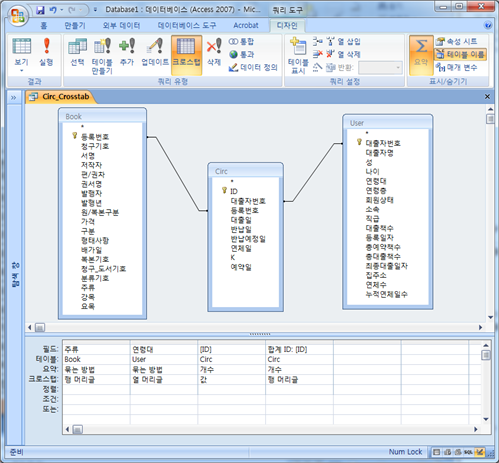 Database1 : 데이터베이스 (Access 2007) - Mic...
쿼리 도구
홈 만들기 외부 데이터 데이터베이스 도구 Acrobat 디자인
보기 실행 선택 테이블 만들기 추가 업데이트 크로스탭 삭제
통합
통과
데이터 정의
테이블 표시
열 삽입
열 삭제
반환:
요약
속성 시트
테이블 이름
매개 변수
결과 쿼리 유형 쿼리 설정 표시/숨기기
Circ_Crosstab
탐색 창
Book
*
등록번호
청구기호
서명
저작자
편/권차
권서명
발행자
발행년
원/복본구분
가격
구분
형태사항
배가일
복본기호
청구_도서기호
분류기호
주류
강목
요목
Circ
*
ID
대출자번호
등록번호
대출일
반납일
반납예정일
연체일
K
예약일
User
*
대출자번호
대출자명
성
나이
연령대
연령층
회원상태
소속
직급
대출책수
등록일자
총예약책수
총대출책수
최종대출일자
집주소
연체수
누적연체일수
필드: 주류 연령대 [ID] 합계 ID: [ID]
테이블: Book User Circ Circ
요약: 묶는 방법 묶는 방법 개수 개수
크로스탭: 행 머리글 열 머리글 값 행 머리글
정렬:
조건:
또는:
준비 Num Lock SQL